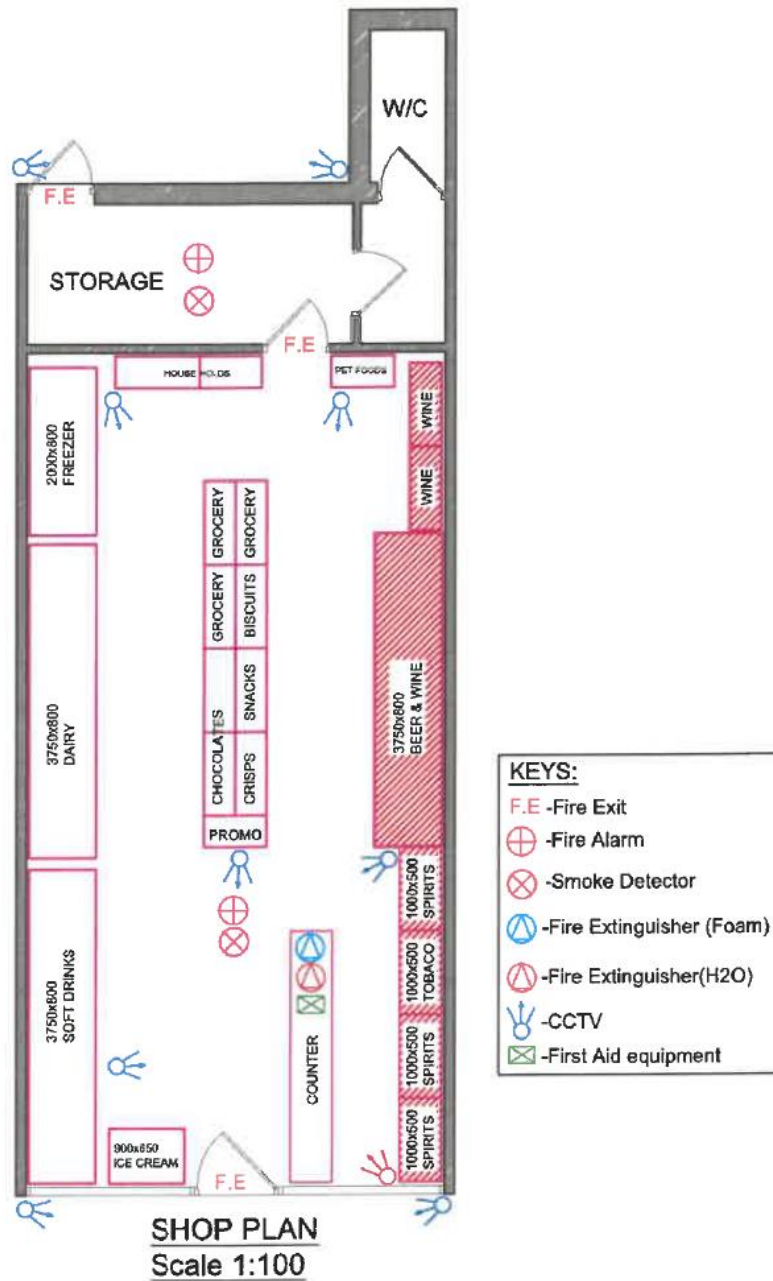 W/C
F.E
STORAGE
F.E
HOUSE HOLDS
PET FOODS
2000x800
FREEZER
WINE
WINE
GROCERY
GROCERY
GROCERY
BISCUITS
CHOCOLATES
SNACKS
CRISPS
PROMO
3750x800
DAIRY
3750x800
BEER & WINE
1000x500
SPIRITS
1000x500
TOBACO
1000x500
SPIRITS
1000x500
SPIRITS
3750x800
SOFT DRINKS
COUNTER
900x650
ICE CREAM
F.E
SHOP PLAN
Scale 1:100
KEYS:
F.E -Fire Exit
-Fire Alarm
-Smoke Detector
-Fire Extinguisher (Foam)
-Fire Extinguisher(H2O)
-CCTV
-First Aid equipment